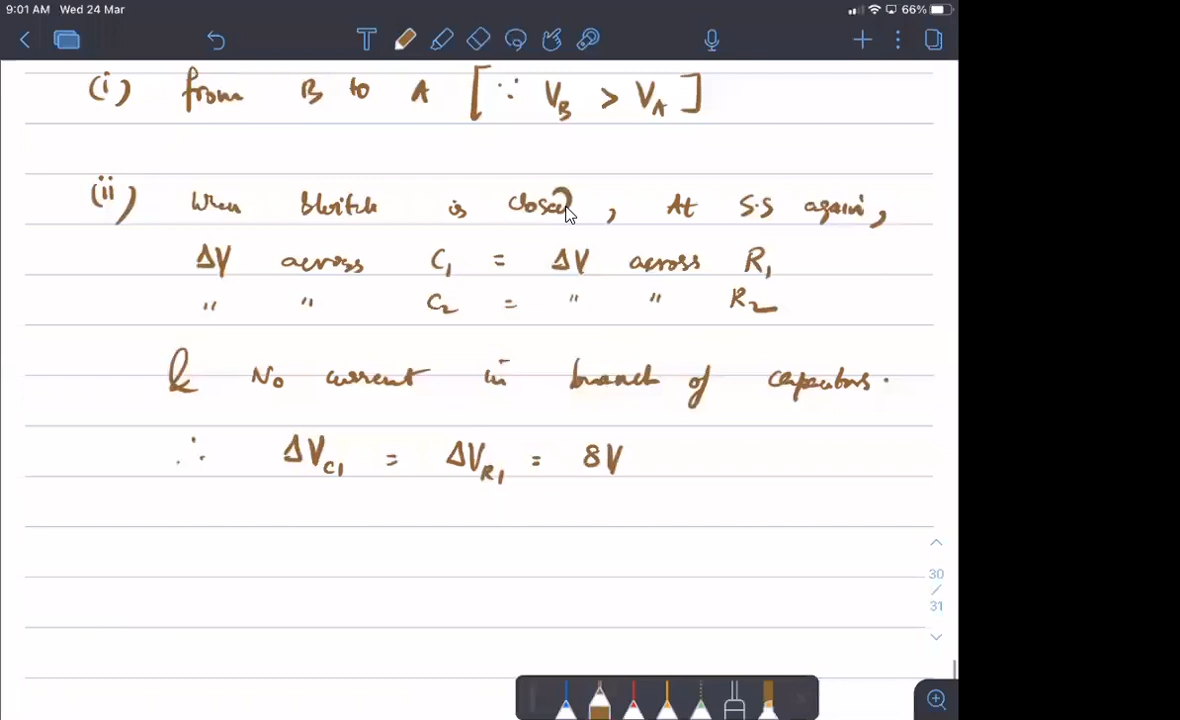 9:01 AM Wed 24 Mar
66%
(i) from B to A [∵ V_B > V_A]
(ii) When Switch is closed, At S.S again,
ΔV across C₁ = ΔV across R₁
" " C₂ = " " R₂
& No current in branch of capacitors.
∴ ΔV_C₁ = ΔV_R₁ = 8V
30
/
31